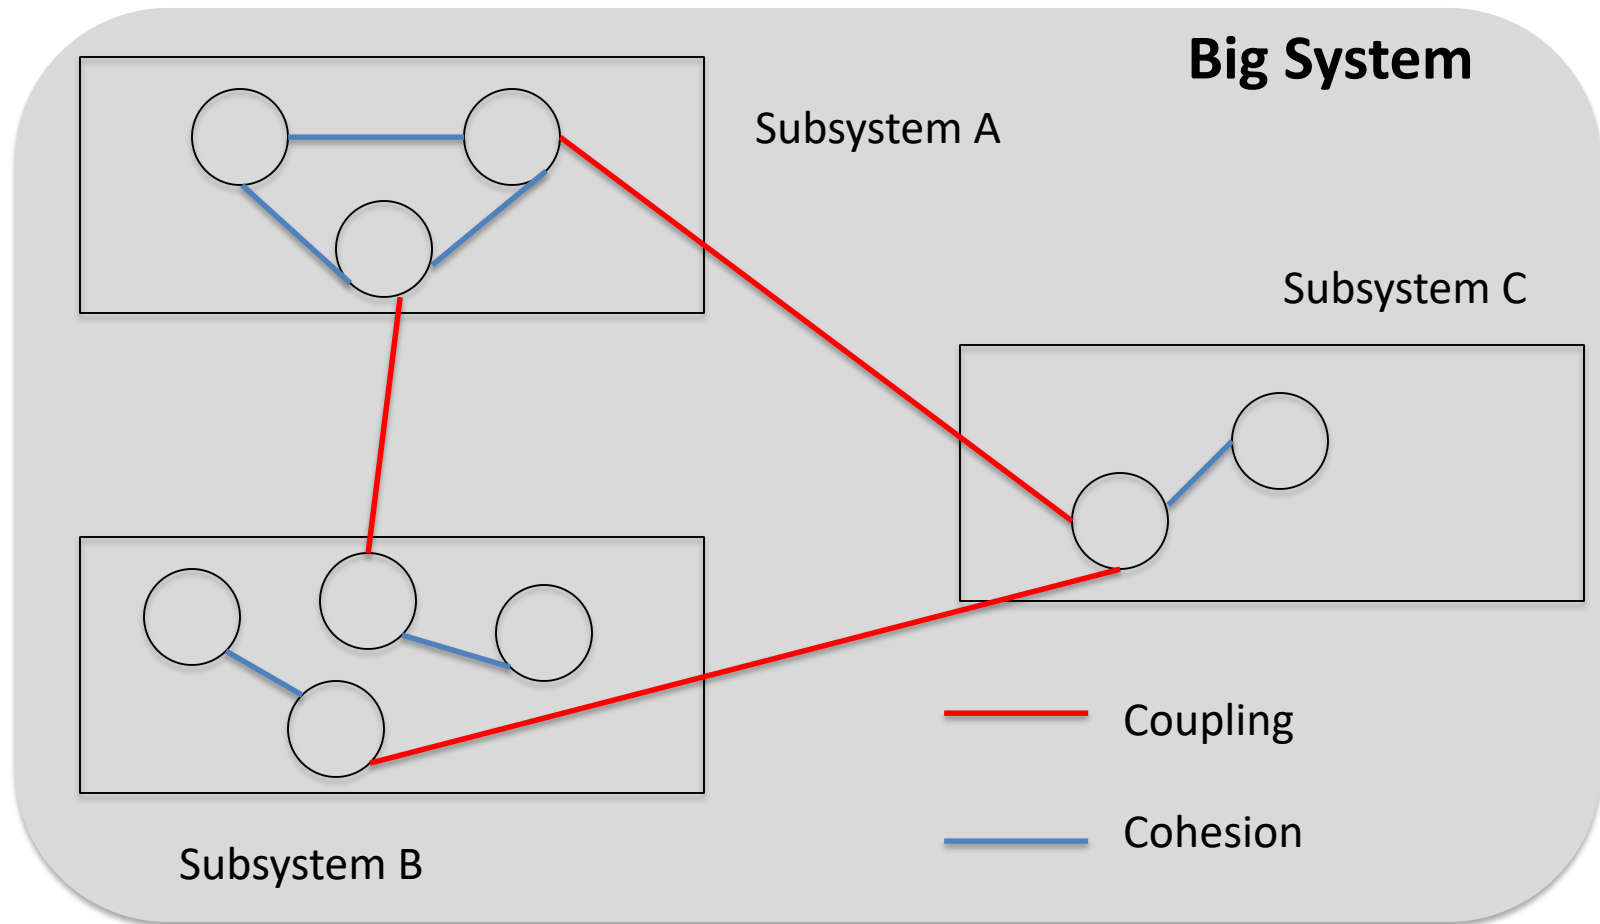 Big System
Subsystem A
Subsystem C
Coupling
Cohesion
Subsystem B